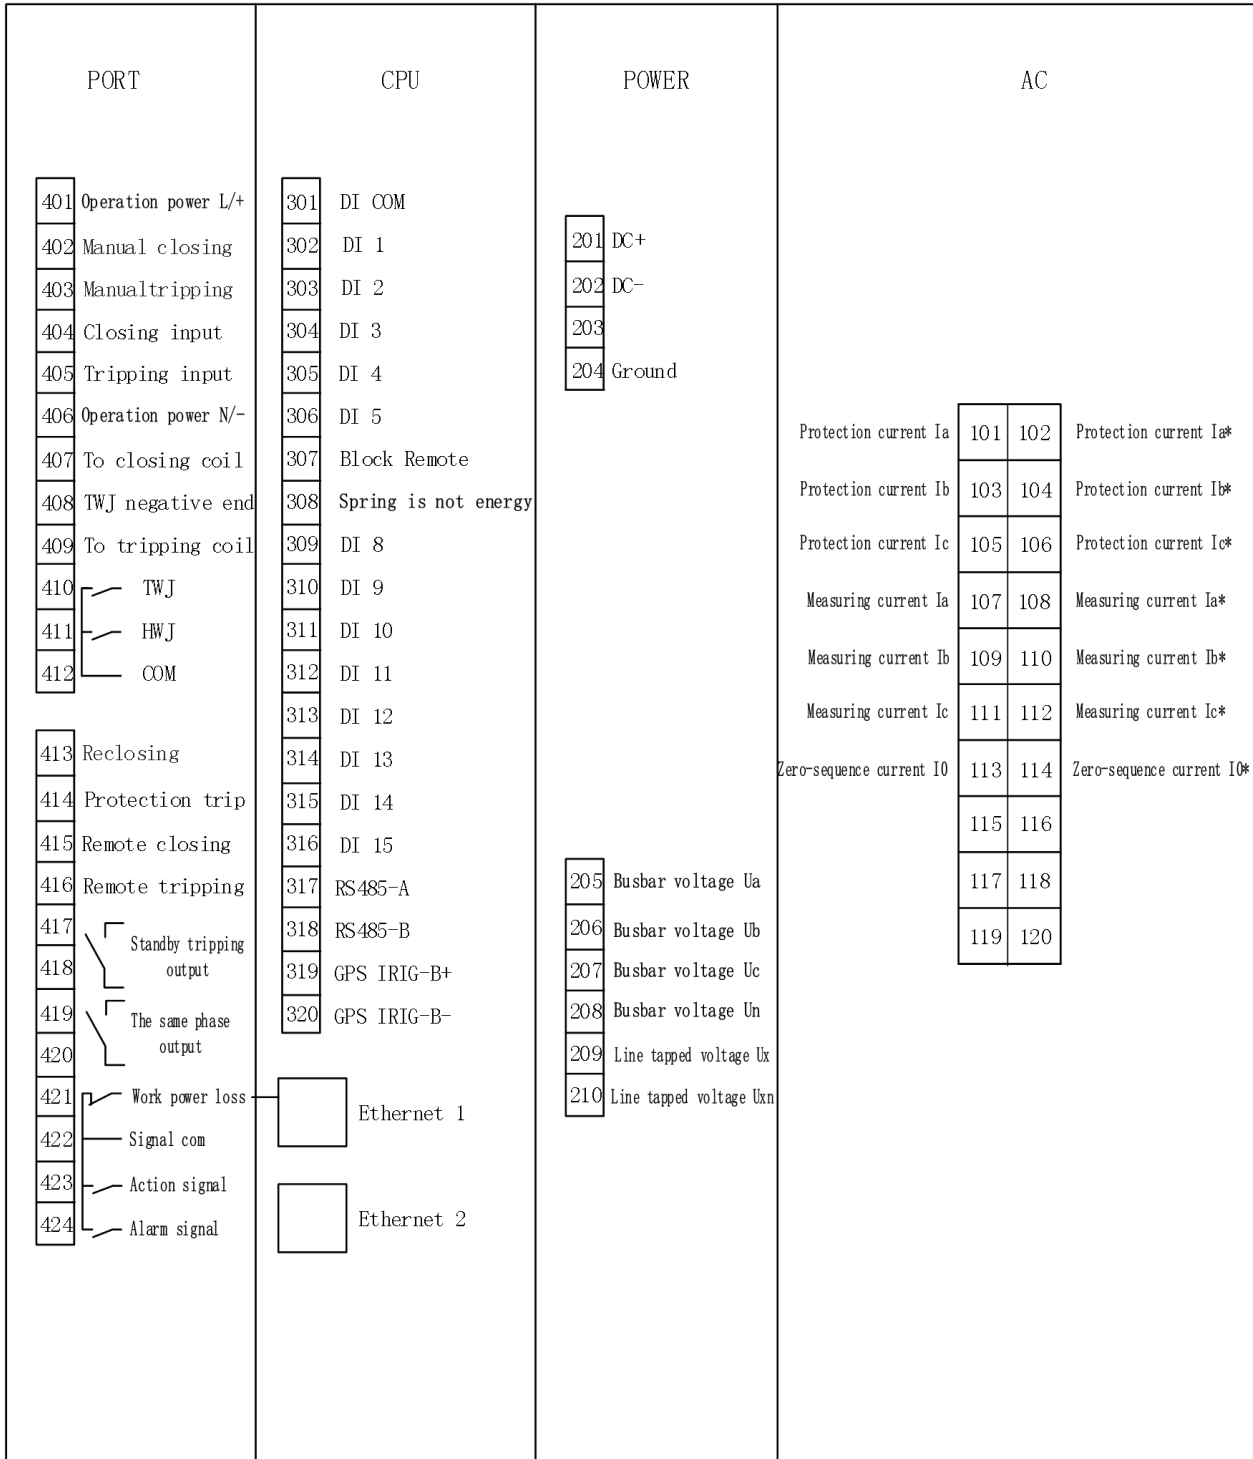 PORT
401 Operation power L/+
402 Manual closing
403 Manualtripping
404 Closing input
405 Tripping input
406 Operation power N/-
407 To closing coil
408 TWJ negative end
409 To tripping coil
410 TWJ
411 HWJ
412 COM
413 Reclosing
414 Protection trip
415 Remote closing
416 Remote tripping
417
Standby tripping
output
418
419
The same phase
output
420
421 Work power loss
422 Signal com
423 Action signal
424 Alarm signal
CPU
301 DI COM
302 DI 1
303 DI 2
304 DI 3
305 DI 4
306 DI 5
307 Block Remote
308 Spring is not energy
309 DI 8
310 DI 9
311 DI 10
312 DI 11
313 DI 12
314 DI 13
315 DI 14
316 DI 15
317 RS485-A
318 RS485-B
319 GPS IRIG-B+
320 GPS IRIG-B-
Ethernet 1
Ethernet 2
POWER
201 DC+
202 DC-
203
204 Ground
205 Busbar voltage Ua
206 Busbar voltage Ub
207 Busbar voltage Uc
208 Busbar voltage Un
209 Line tapped voltage Ux
210 Line tapped voltage Uxn
AC
Protection current Ia 101 102 Protection current Ia*
Protection current Ib 103 104 Protection current Ib*
Protection current Ic 105 106 Protection current Ic*
Measuring current Ia 107 108 Measuring current Ia*
Measuring current Ib 109 110 Measuring current Ib*
Measuring current Ic 111 112 Measuring current Ic*
Zero-sequence current I0 113 114 Zero-sequence current I0*
115 116
117 118
119 120